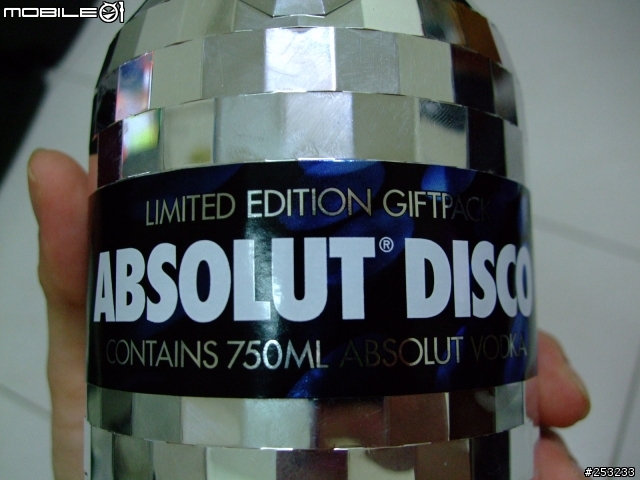 MOBILE01
LIMITED EDITION GIFTPACK
ABSOLUT® DISCO
CONTAINS 750ML ABSOLUT VODKA
#253233